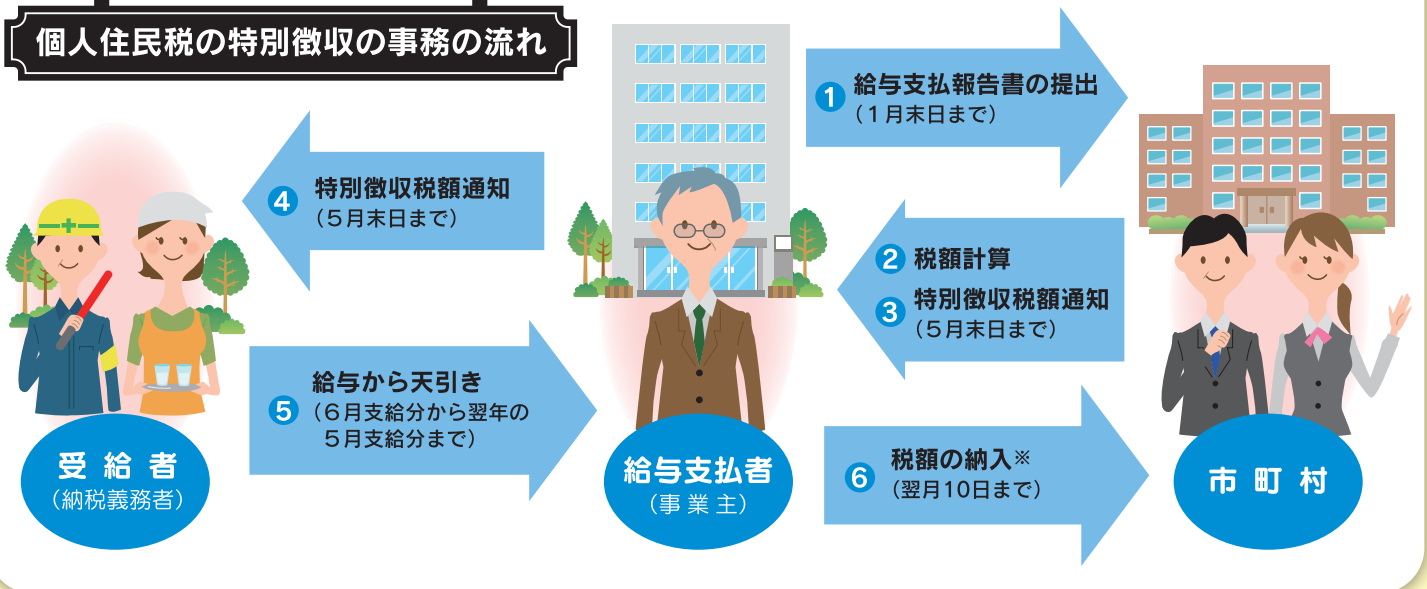 個人住民税の特別徴収の事務の流れ
1 給与支払報告書の提出
（１月末日まで）
2 税額計算
3 特別徴収税額通知
（５月末日まで）
4 特別徴収税額通知
（５月末日まで）
5 給与から天引き
（６月支給分から翌年の
５月支給分まで）
6 税額の納入※
（翌月10日まで）
受給者
（納税義務者）
給与支払者
（事業主）
市町村